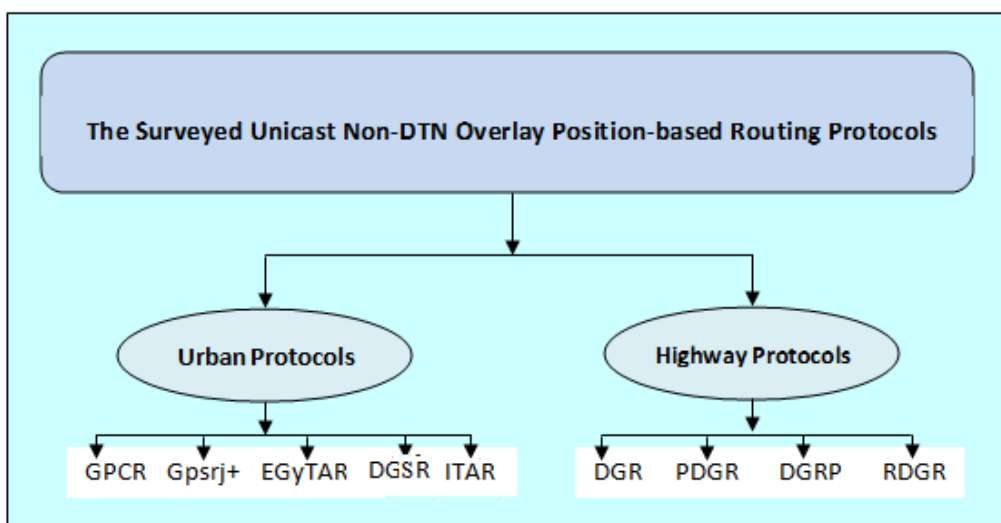 The Surveyed Unicast Non-DTN Overlay Position-based Routing Protocols
Urban Protocols
Highway Protocols
GPCR Gpsrj+ EGyTAR DGSR ITAR
DGR PDGR DGRP RDGR